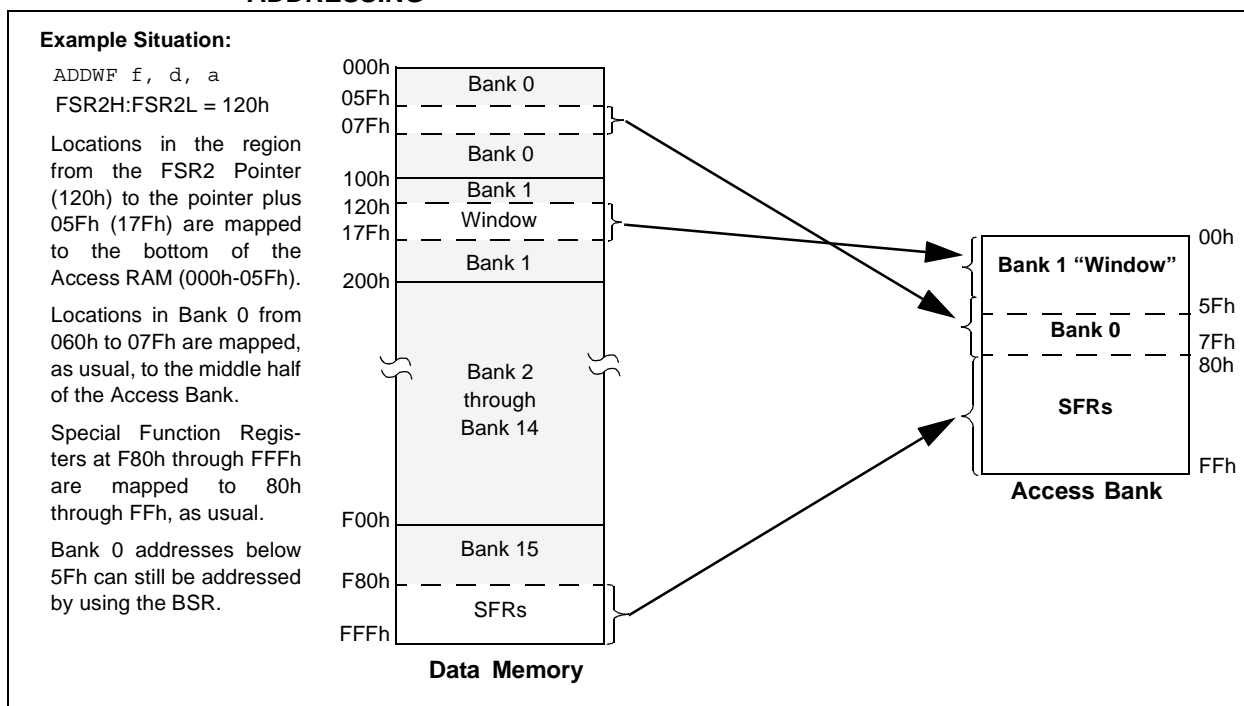 ADDRESSING
Example Situation:
ADDWF f, d, a
FSR2H:FSR2L = 120h
Locations in the region
from the FSR2 Pointer
(120h) to the pointer plus
05Fh (17Fh) are mapped
to the bottom of the
Access RAM (000h-05Fh).
Locations in Bank 0 from
060h to 07Fh are mapped,
as usual, to the middle half
of the Access Bank.
Special Function Regis-
ters at F80h through FFFh
are mapped to 80h
through FFh, as usual.
Bank 0 addresses below
5Fh can still be addressed
by using the BSR.
000h
Bank 0
05Fh
07Fh
Bank 0
100h
Bank 1
120h
Window
17Fh
Bank 1
200h
Bank 2
through
Bank 14
F00h
Bank 15
F80h
SFRs
FFFh
Data Memory
00h
Bank 1 “Window”
5Fh
Bank 0
7Fh
80h
SFRs
FFh
Access Bank